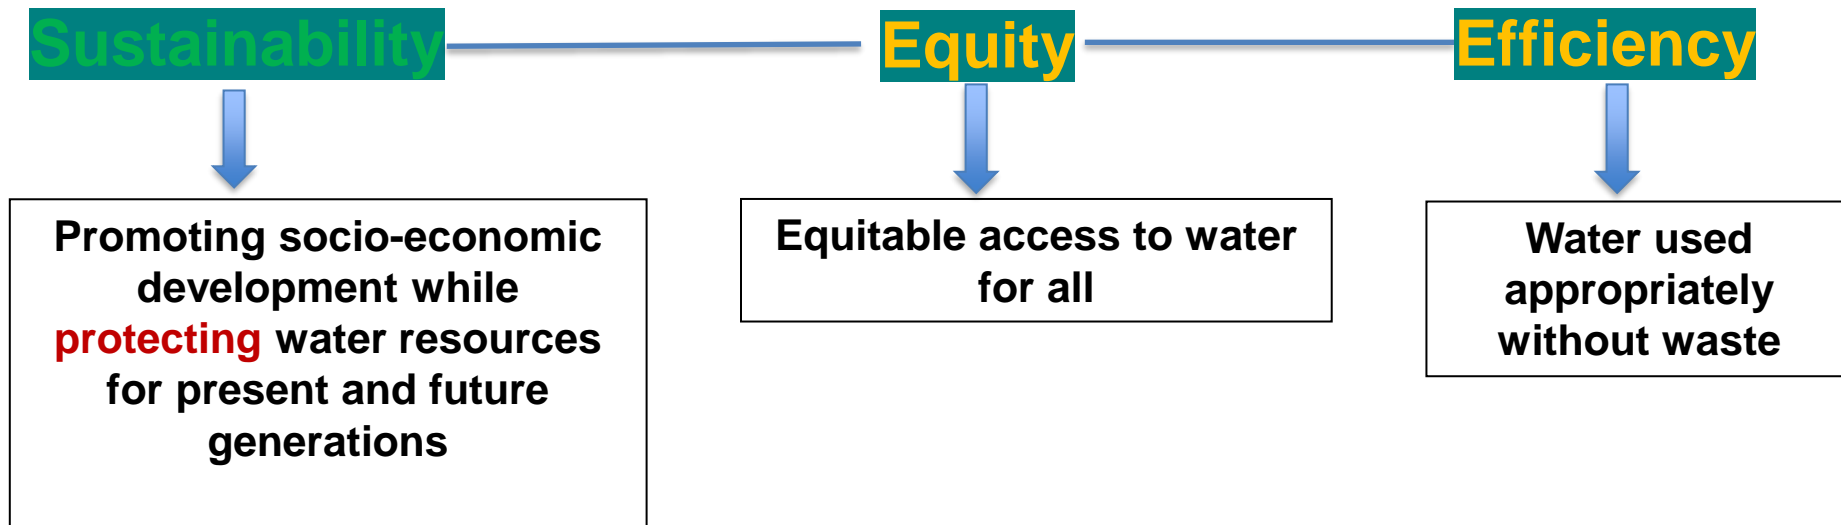 Sustainability
Equity
Efficiency
Promoting socio-economic
development while
protecting water resources
for present and future
generations
Equitable access to water
for all
Water used
appropriately
without waste